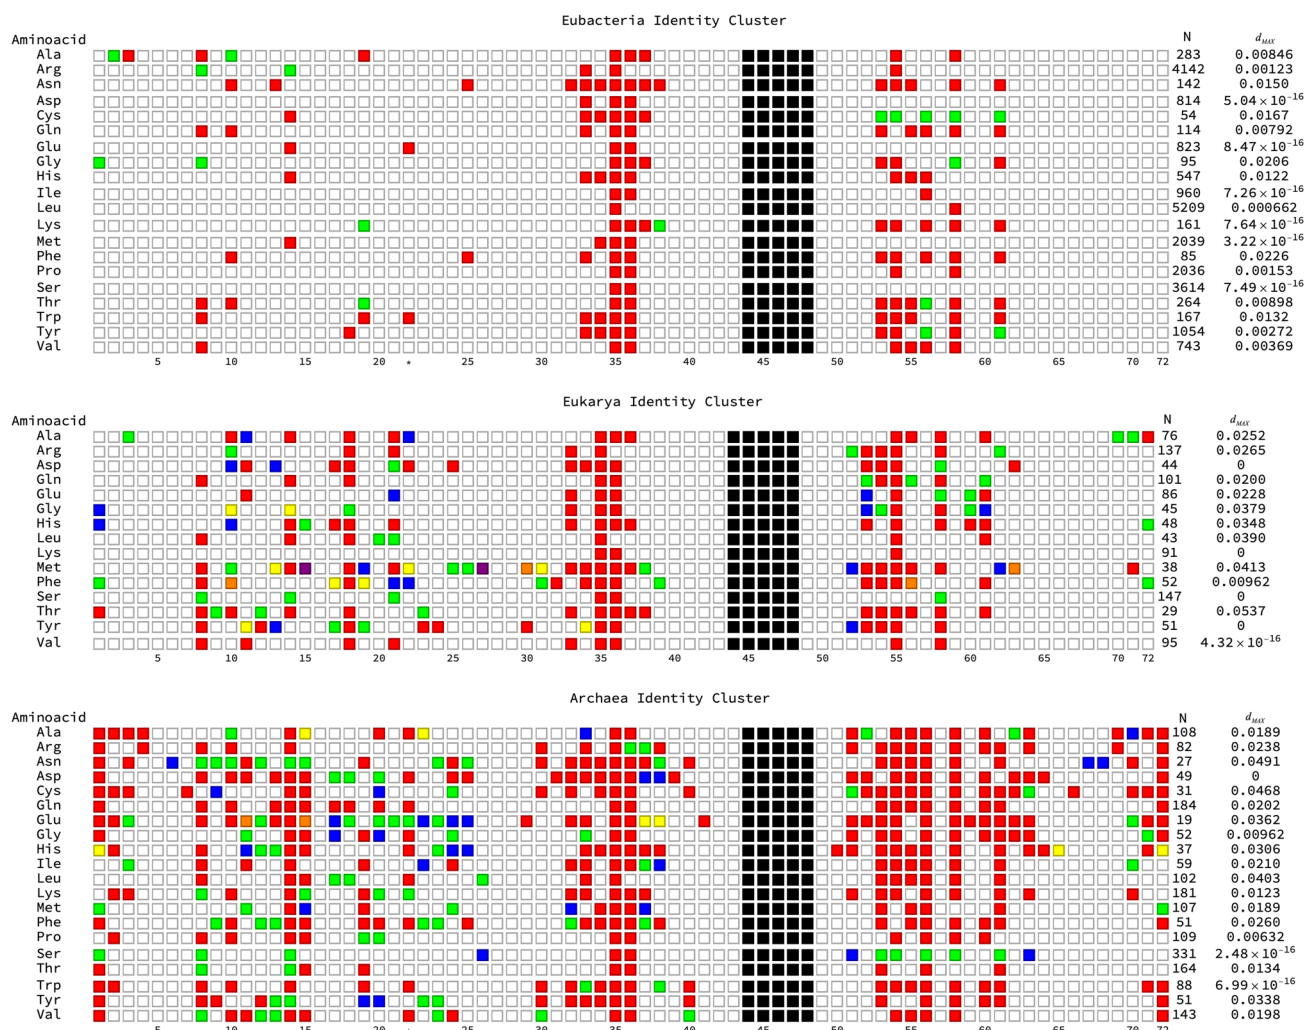 Eubacteria Identity Cluster
Aminoacid N dMAX
Ala 283 0.00846
Arg 4142 0.00123
Asn 142 0.0150
Asp 814 5.04×10⁻¹⁶
Cys 54 0.0167
Gln 114 0.00792
Glu 823 8.47×10⁻¹⁶
Gly 95 0.0206
His 547 0.0122
Ile 960 7.26×10⁻¹⁶
Leu 5209 0.000662
Lys 161 7.64×10⁻¹⁶
Met 2039 3.22×10⁻¹⁶
Phe 85 0.0226
Pro 2036 0.00153
Ser 3614 7.49×10⁻¹⁶
Thr 264 0.00898
Trp 167 0.0132
Tyr 1054 0.00272
Val 743 0.00369
5 10 15 20 * 25 30 35 40 45 50 55 60 70 72
Eukarya Identity Cluster
Aminoacid N dMAX
Ala 76 0.0252
Arg 137 0.0265
Asp 44 0
Gln 101 0.0200
Glu 86 0.0228
Gly 45 0.0379
His 48 0.0348
Leu 43 0.0390
Lys 91 0
Met 38 0.0413
Phe 52 0.00962
Ser 147 0
Thr 29 0.0537
Tyr 51 0
Val 95 4.32×10⁻¹⁶
5 10 15 20 25 30 35 40 45 50 55 60 65 70 72
Archaea Identity Cluster
Aminoacid N dMAX
Ala 108 0.0189
Arg 82 0.0238
Asn 27 0.0491
Asp 49 0
Cys 31 0.0468
Gln 184 0.0202
Glu 19 0.0362
Gly 52 0.00962
His 37 0.0306
Ile 59 0.0210
Leu 102 0.0403
Lys 181 0.0123
Met 107 0.0189
Phe 51 0.0260
Pro 109 0.00632
Ser 331 2.48×10⁻¹⁶
Thr 164 0.0134
Trp 88 6.99×10⁻¹⁶
Tyr 51 0.0338
Val 143 0.0198